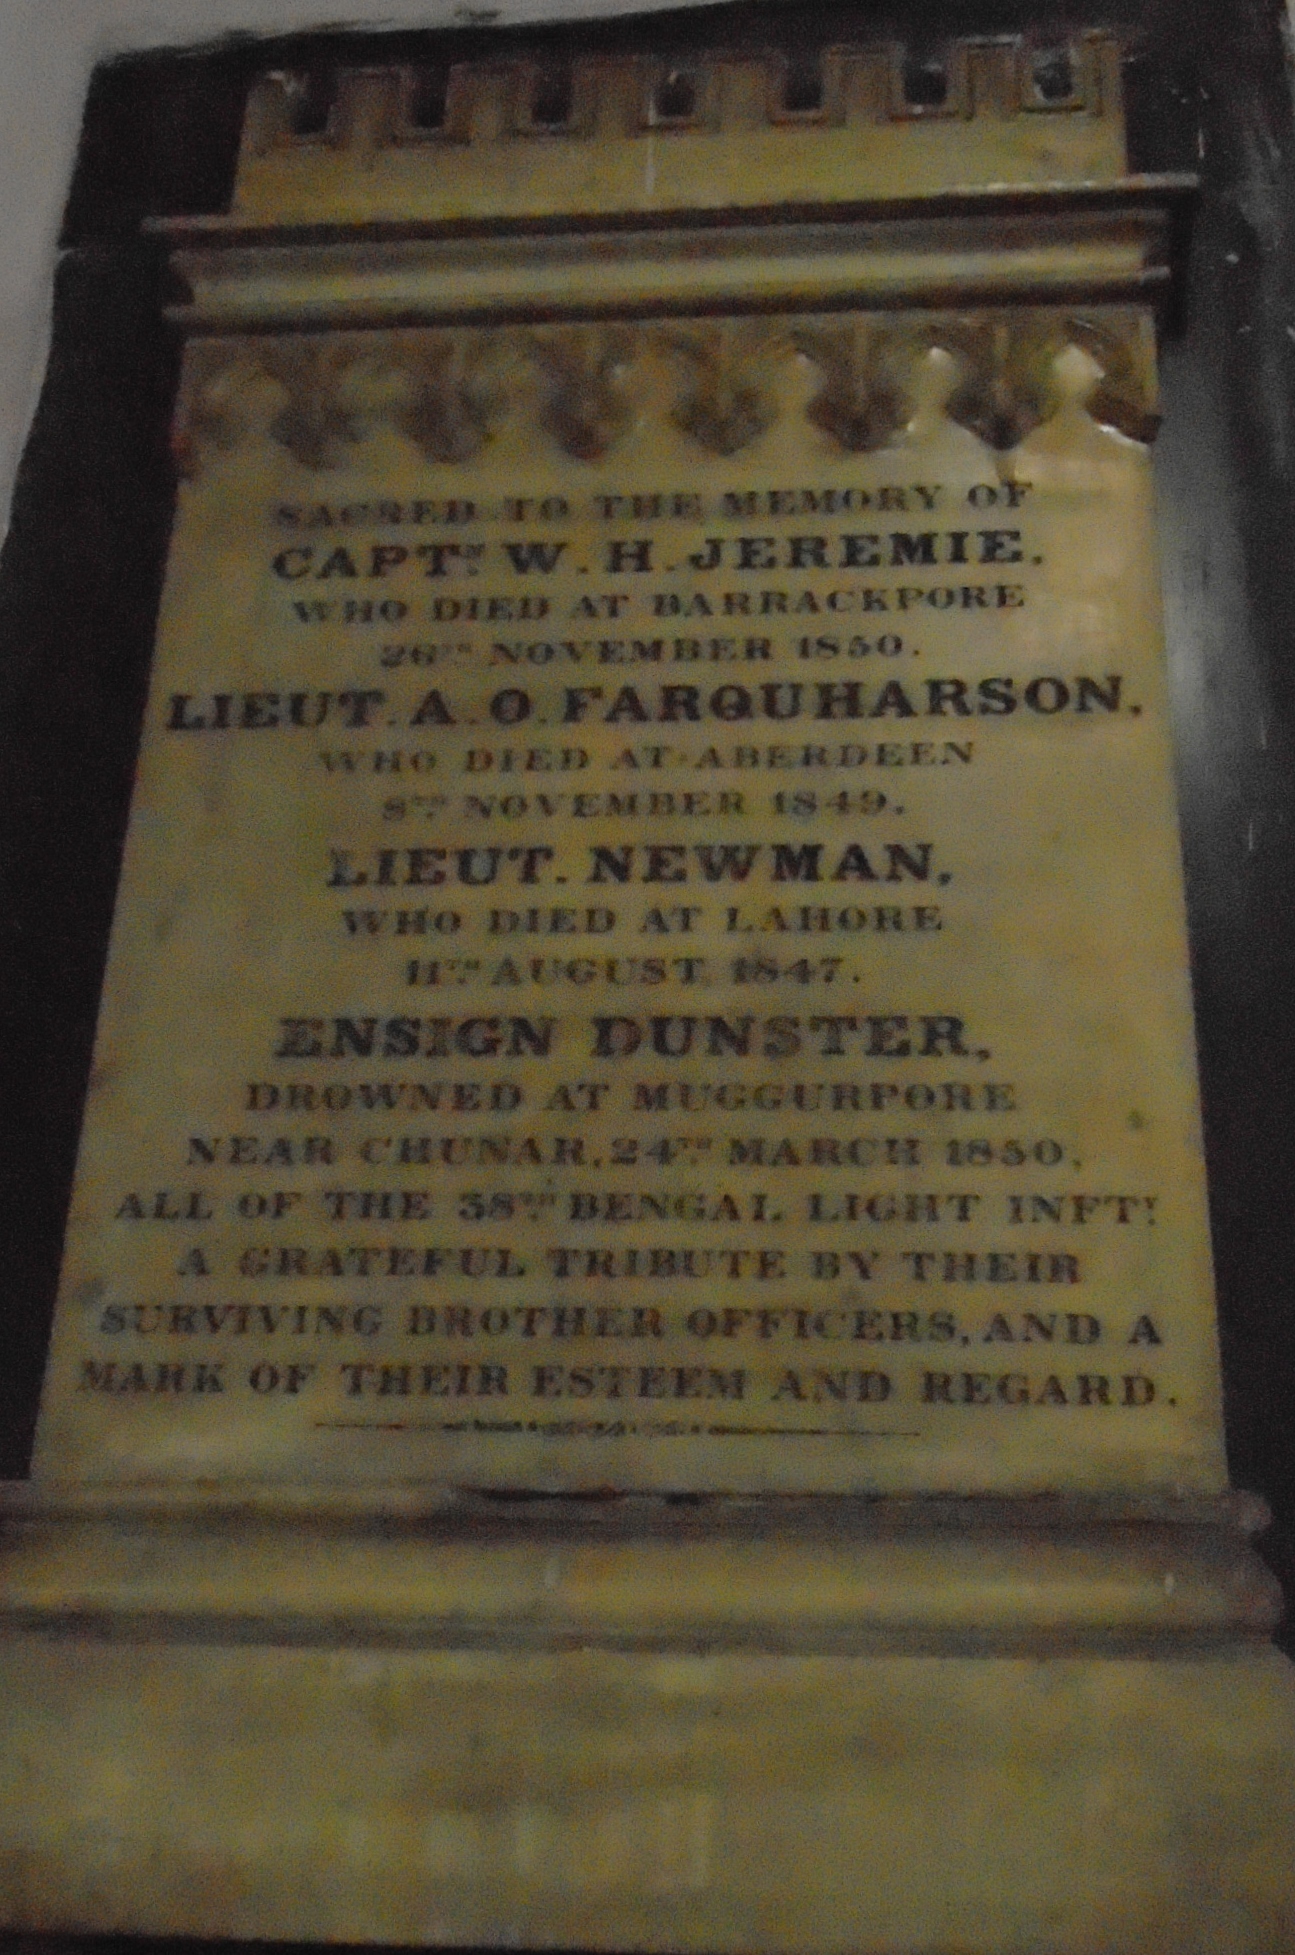 SACRED TO THE MEMORY OF
CAPTN. W. H. JEREMIE.
WHO DIED AT BARRACKPORE
26TH NOVEMBER 1850.
LIEUT. A. O. FARQUHARSON,
WHO DIED AT ABERDEEN
8TH NOVEMBER 1849.
LIEUT. NEWMAN,
WHO DIED AT LAHORE
11TH AUGUST 1847.
ENSIGN DUNSTER,
DROWNED AT MUGGURPORE
NEAR CHUNAR, 24TH MARCH 1850,
ALL OF THE 38TH BENGAL LIGHT INFTY
A GRATEFUL TRIBUTE BY THEIR
SURVIVING BROTHER OFFICERS, AND A
MARK OF THEIR ESTEEM AND REGARD.